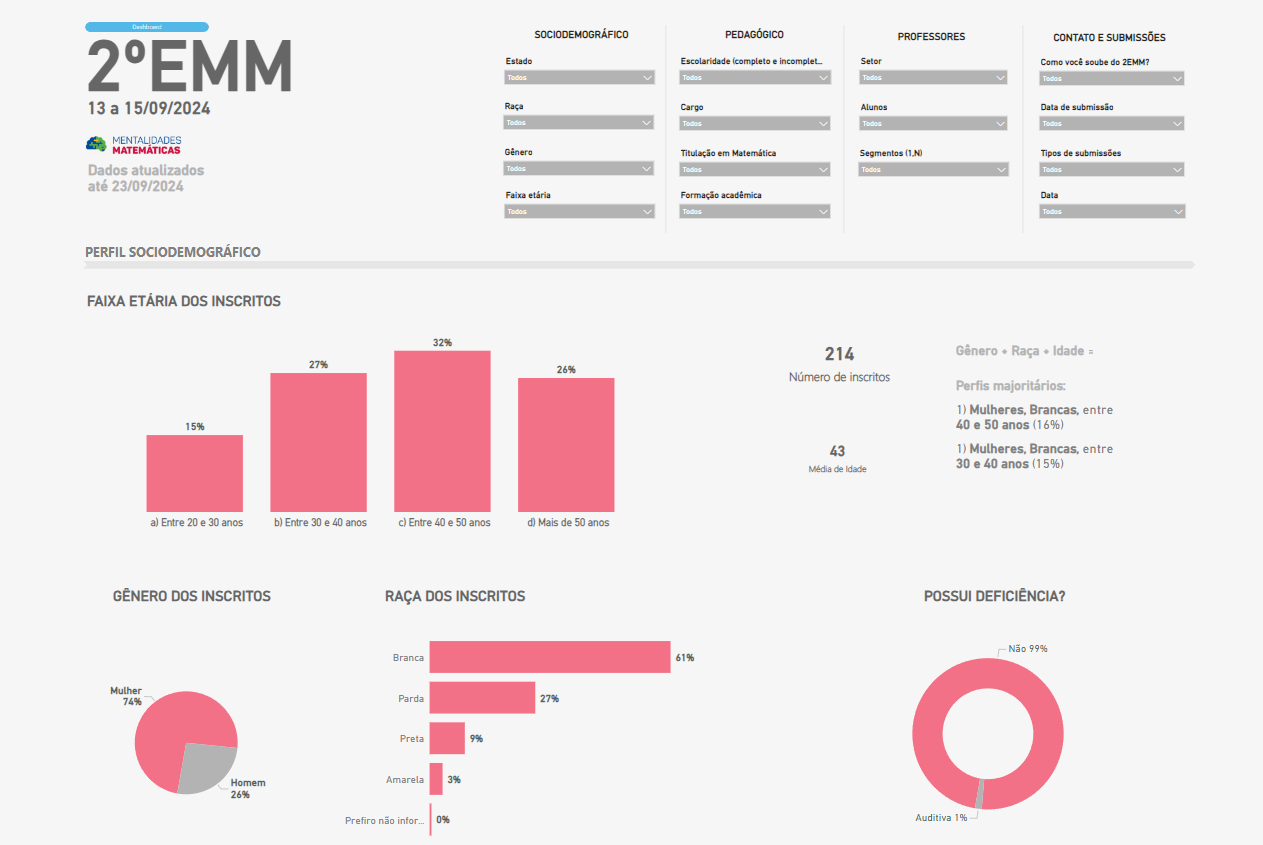 Dashboard
2ºEMM
13 a 15/09/2024
MENTALIDADES
MATEMÁTICAS
Dados atualizados
até 23/09/2024
SOCIODEMOGRÁFICO
Estado
Todos
Raça
Todos
Gênero
Todos
Faixa etária
Todos
PEDAGÓGICO
Escolaridade (completo e incomplet...
Todos
Cargo
Todos
Titulação em Matemática
Todos
Formação acadêmica
Todos
PROFESSORES
Setor
Todos
Alunos
Todos
Segmentos (1,N)
Todos
CONTATO E SUBMISSÕES
Como você soube do 2EMM?
Todos
Data de submissão
Todos
Tipos de submissões
Todos
Data
Todos
PERFIL SOCIODEMOGRÁFICO
FAIXA ETÁRIA DOS INSCRITOS
15%
27%
32%
26%
a) Entre 20 e 30 anos
b) Entre 30 e 40 anos
c) Entre 40 e 50 anos
d) Mais de 50 anos
214
Número de inscritos
43
Média de Idade
Gênero + Raça + Idade =
Perfis majoritários:
1) Mulheres, Brancas, entre
40 e 50 anos (16%)
1) Mulheres, Brancas, entre
30 e 40 anos (15%)
GÊNERO DOS INSCRITOS
Mulher
74%
Homem
26%
RAÇA DOS INSCRITOS
Branca 61%
Parda 27%
Preta 9%
Amarela 3%
Prefiro não infor... 0%
POSSUI DEFICIÊNCIA?
Não 99%
Auditiva 1%